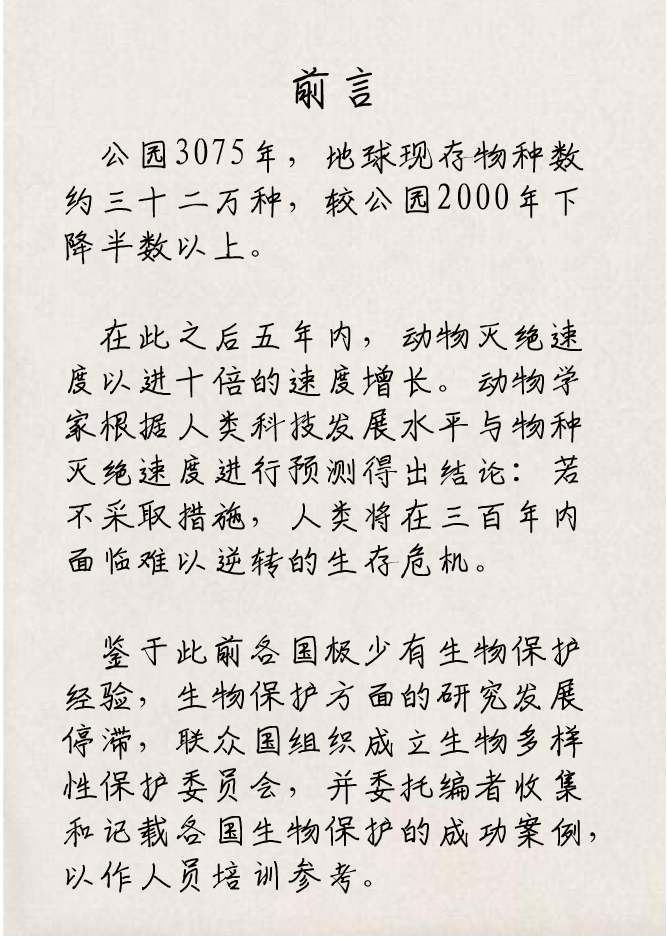 前言
公园3075年，地球现存物种数
约三十二万种，较公园2000年下
降半数以上。
在此之后五年内，动物灭绝速
度以进十倍的速度增长。动物学
家根据人类科技发展水平与物种
灭绝速度进行预测得出结论：若
不采取措施，人类将在三百年内
面临难以逆转的生存危机。
鉴于此前各国极少有生物保护
经验，生物保护方面的研究发展
停滞，联众国组织成立生物多样
性保护委员会，并委托编者收集
和记载各国生物保护的成功案例，
以作人员培训参考。